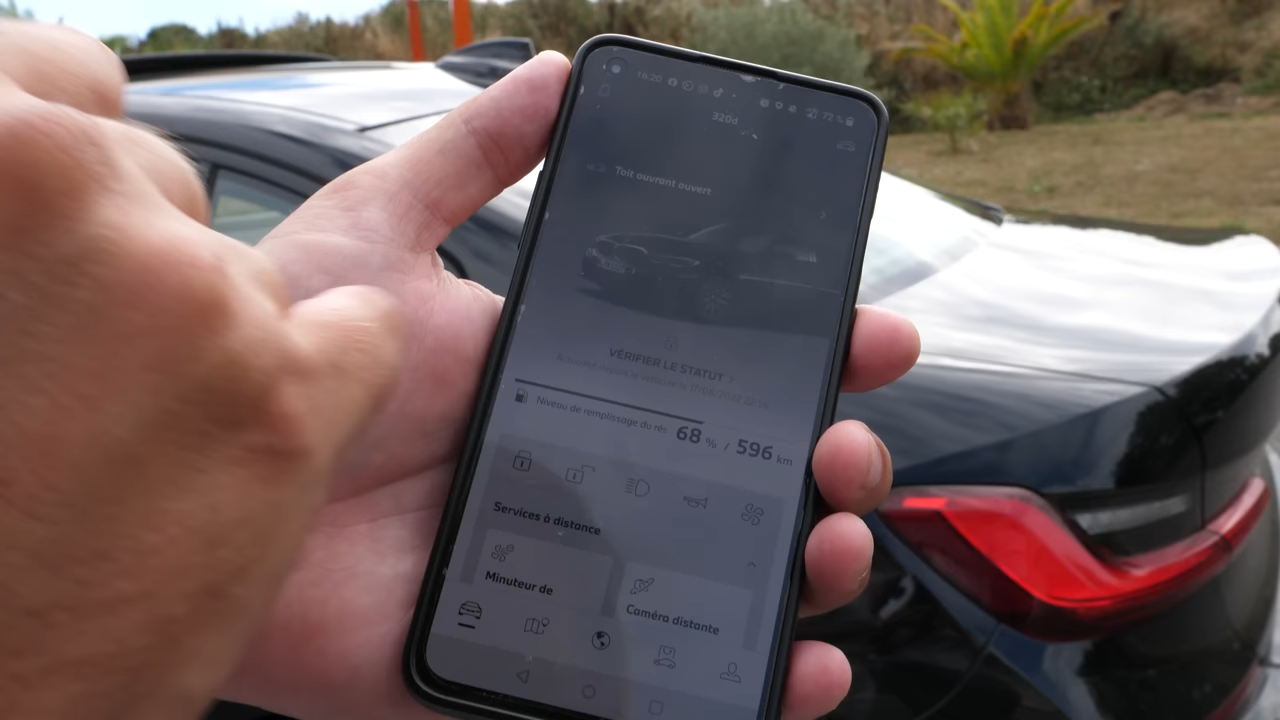 16:20
72 %
320d
Toit ouvrant ouvert
VÉRIFIER LE STATUT
Niveau de remplissage du rés 68 % / 596 km
Services à distance
Minuteur de
Caméra distante